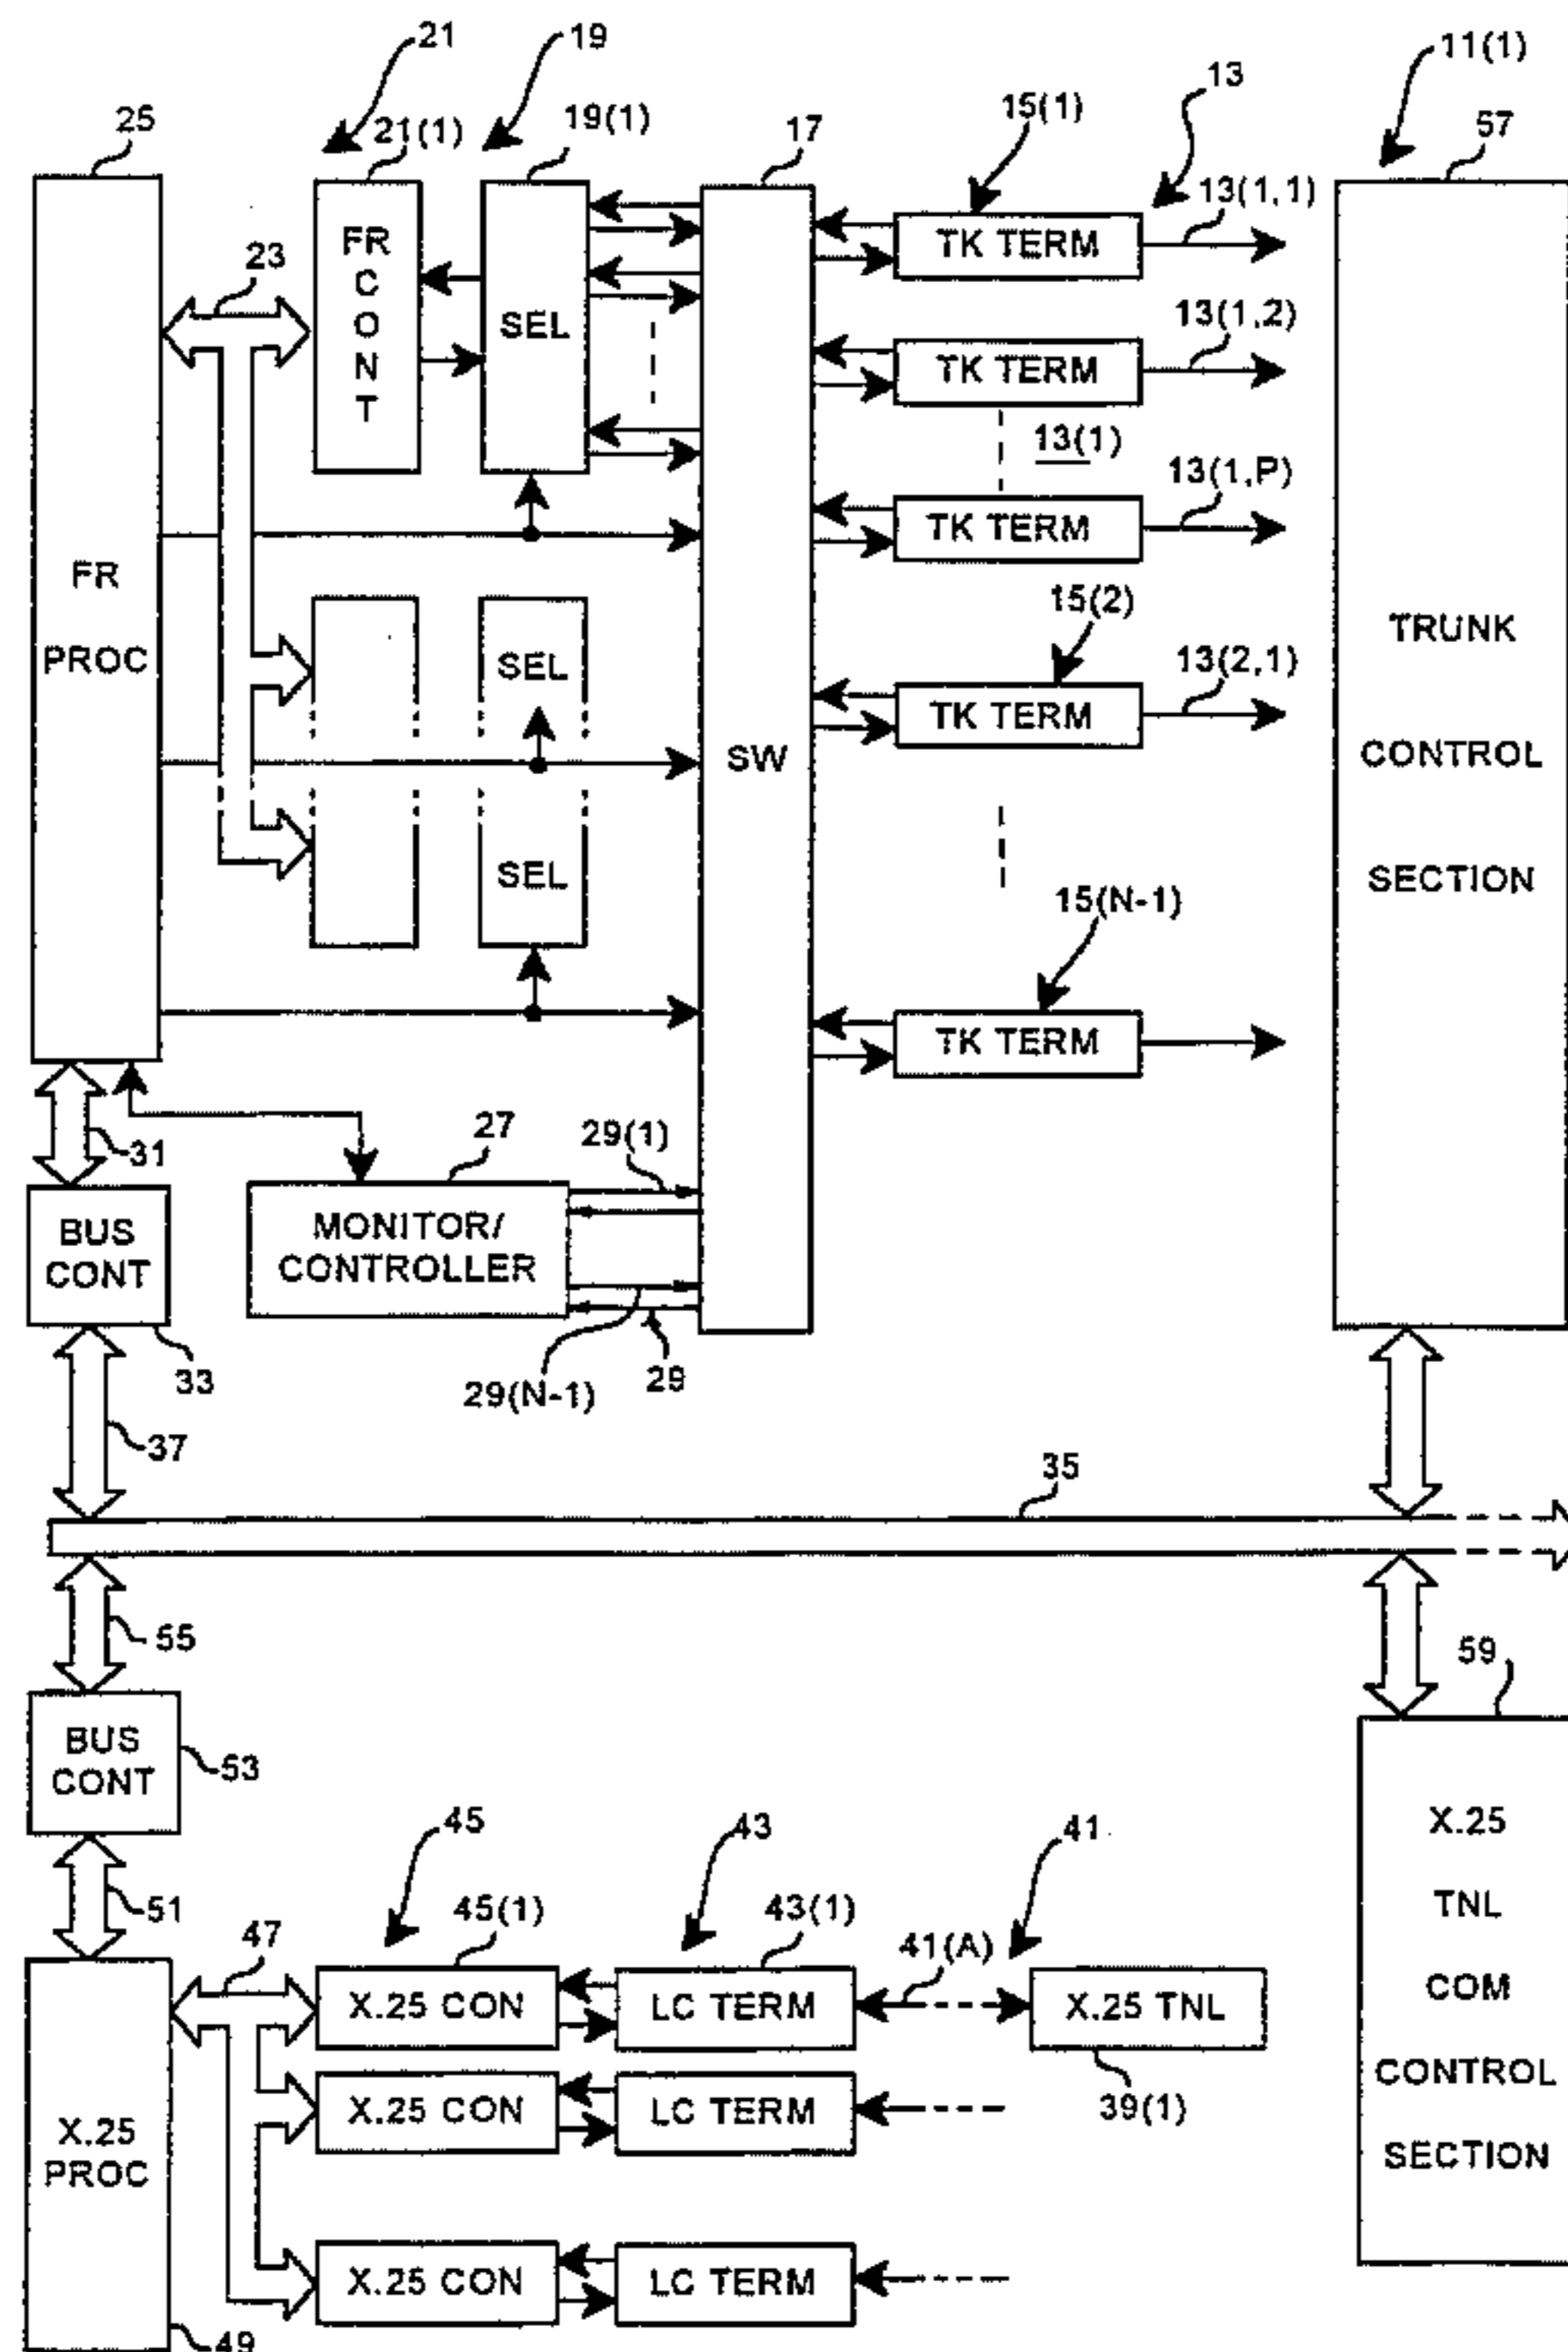 21
19
11(1)
25
21(1)
19(1)
17
15(1)
13
57
13(1,1)
FR
C
O
N
T
SEL
TK TERM
23
13(1,2)
TK TERM
13(1)
13(1,P)
TK TERM
FR
PROC
15(2)
SEL
13(2,1)
TK TERM
SW
TRUNK
CONTROL
SECTION
SEL
15(N-1)
TK TERM
31
27
29(1)
BUS
CONT
MONITOR/
CONTROLLER
33
29(N-1)
29
37
35
55
59
BUS
CONT
53
X.25
TNL
COM
CONTROL
SECTION
45
43
41
51
47
45(1)
43(1)
41(A)
X.25 CON
LC TERM
X.25 TNL
39(1)
X.25 CON
LC TERM
X.25
PROC
X.25 CON
LC TERM
49